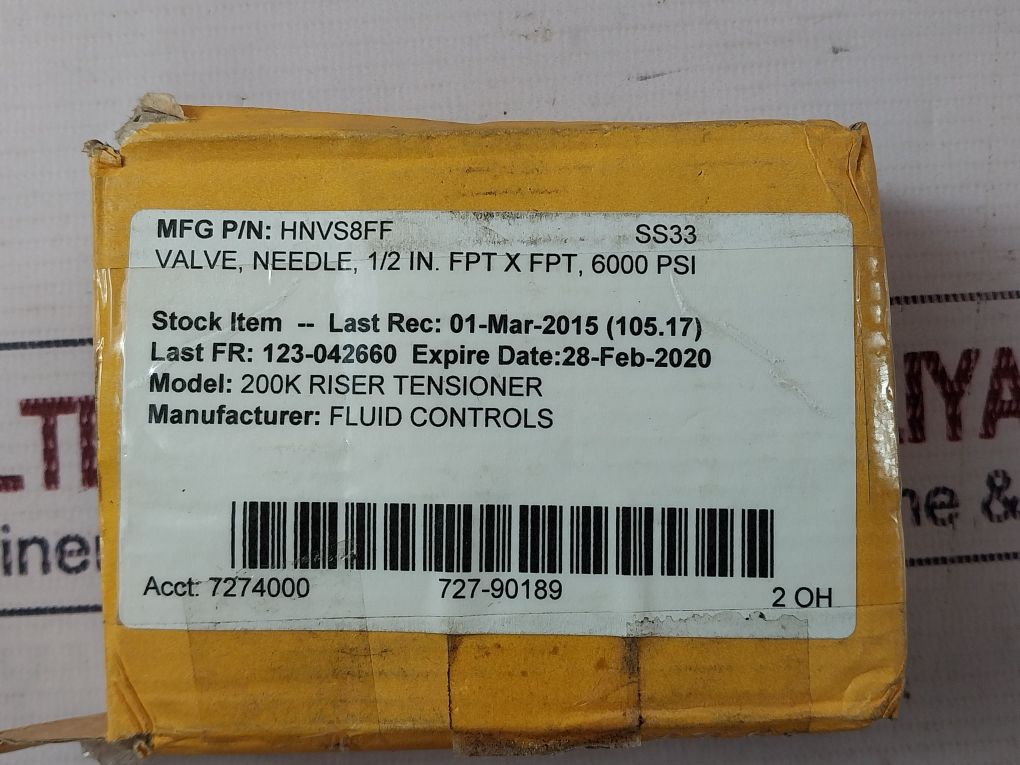 MFG P/N: HNVS8FF SS33
VALVE, NEEDLE, 1/2 IN. FPT X FPT, 6000 PSI
Stock Item -- Last Rec: 01-Mar-2015 (105.17)
Last FR: 123-042660 Expire Date:28-Feb-2020
Model: 200K RISER TENSIONER
Manufacturer: FLUID CONTROLS
Acct: 7274000 727-90189 2 OH